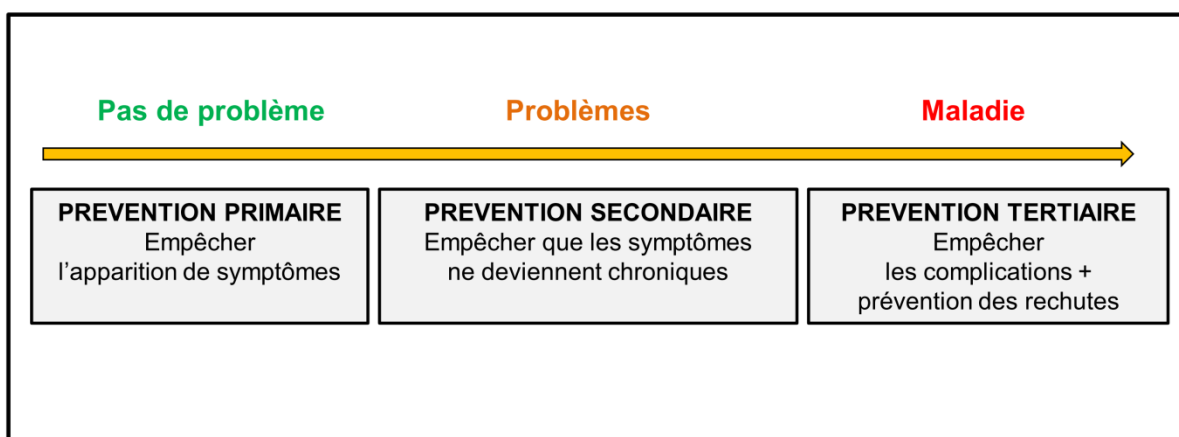 Pas de problème
Problèmes
Maladie
PREVENTION PRIMAIRE
Empêcher
l’apparition de symptômes
PREVENTION SECONDAIRE
Empêcher que les symptômes
ne deviennent chroniques
PREVENTION TERTIAIRE
Empêcher
les complications +
prévention des rechutes